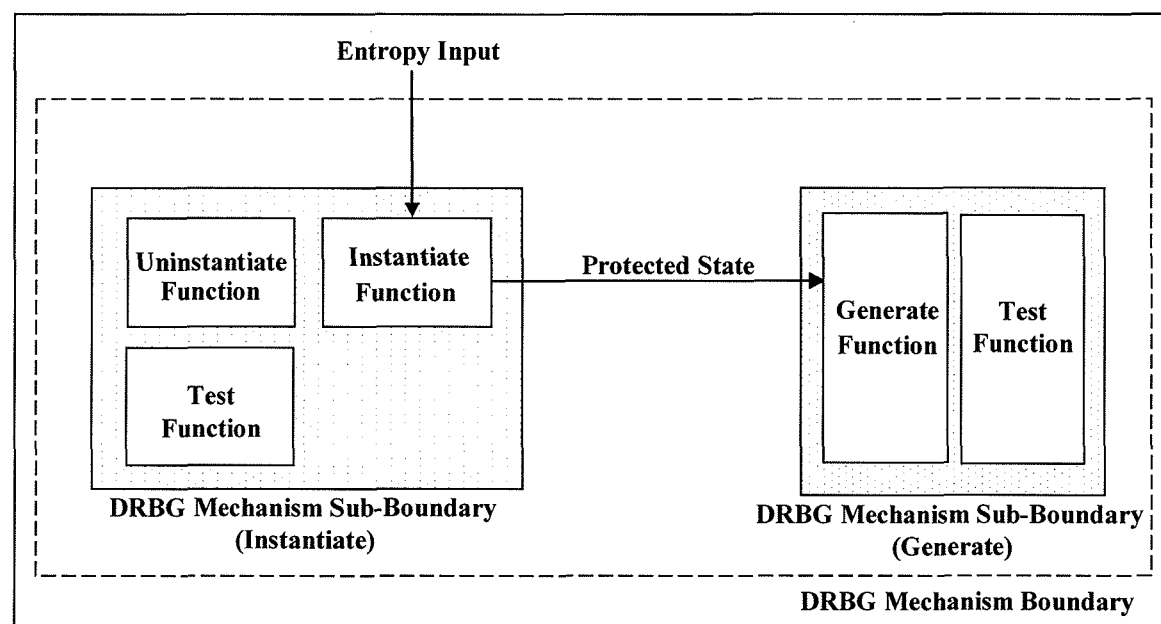 Entropy Input
Uninstantiate
Function
Instantiate
Function
Protected State
Generate
Function
Test
Function
Test
Function
DRBG Mechanism Sub-Boundary
(Instantiate)
DRBG Mechanism Sub-Boundary
(Generate)
DRBG Mechanism Boundary